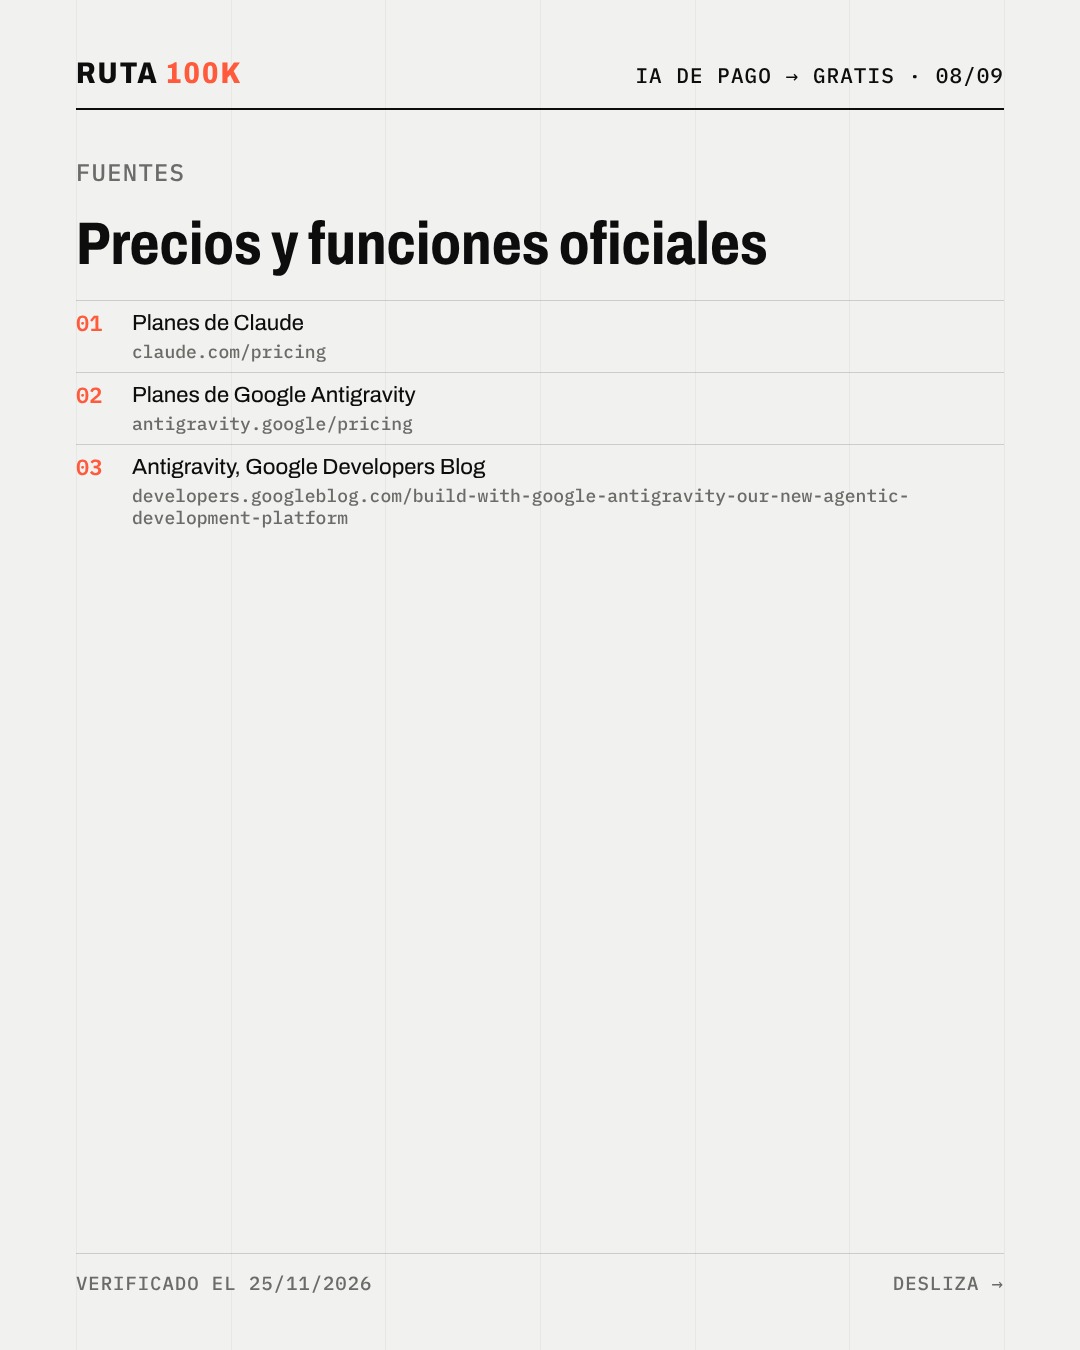 RUTA 100K
IA DE PAGO → GRATIS · 08/09
FUENTES
Precios y funciones oficiales
01 Planes de Claude
claude.com/pricing
02 Planes de Google Antigravity
antigravity.google/pricing
03 Antigravity, Google Developers Blog
developers.googleblog.com/build-with-google-antigravity-our-new-agentic-
development-platform
VERIFICADO EL 25/11/2026
DESLIZA →